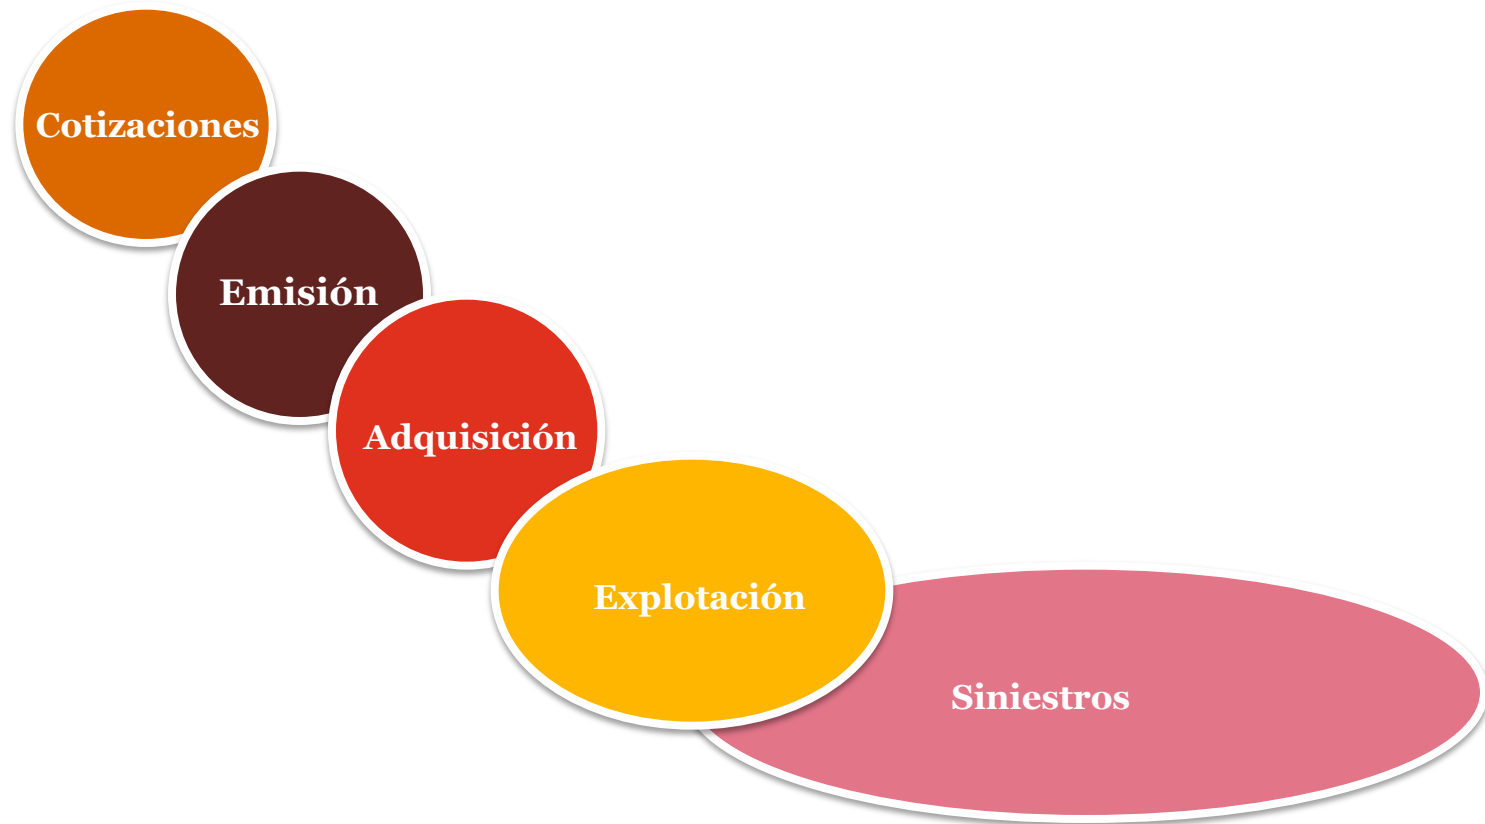 Cotizaciones
Emisión
Adquisición
Explotación
Siniestros